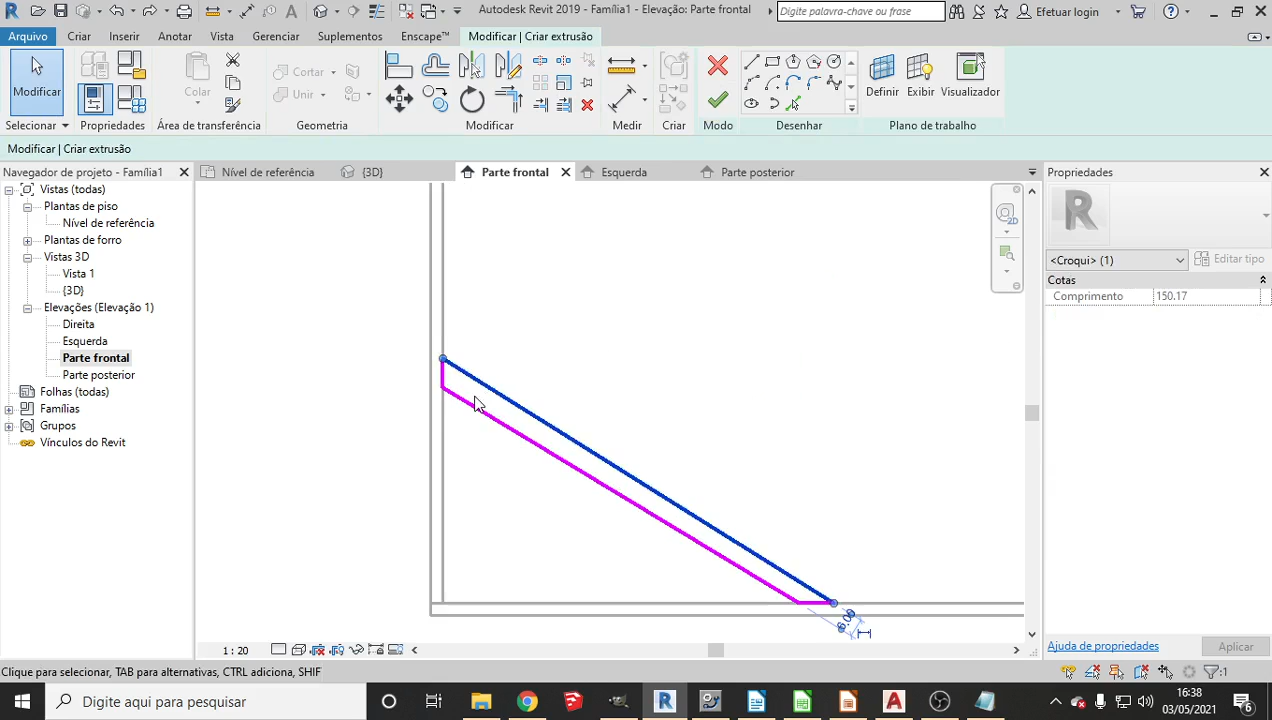 Autodesk Revit 2019 - Família1 - Elevação: Parte frontal
Digite palavra-chave ou frase
Efetuar login
Arquivo
Criar
Inserir
Anotar
Vista
Gerenciar
Suplementos
Enscape™
Modificar | Criar extrusão
Modificar
Colar
Cortar
Unir
Definir
Exibir
Visualizador
Selecionar
Propriedades
Área de transferência
Geometria
Modificar
Medir
Criar
Modo
Desenhar
Plano de trabalho
Modificar | Criar extrusão
Navegador de projeto - Família1
Vistas (todas)
Plantas de piso
Nível de referência
Plantas de forro
Vistas 3D
Vista 1
{3D}
Elevações (Elevação 1)
Direita
Esquerda
Parte frontal
Parte posterior
Folhas (todas)
Famílias
Grupos
Vínculos do Revit
Nível de referência
{3D}
Parte frontal
Esquerda
Parte posterior
2D
6.00
Propriedades
R
<Croqui> (1)
Editar tipo
Cotas
Comprimento
150.17
Ajuda de propriedades
Aplicar
1 : 20
Clique para selecionar, TAB para alternativas, CTRL adiciona, SHIF
:1
Digite aqui para pesquisar
16:38
03/05/2021
6